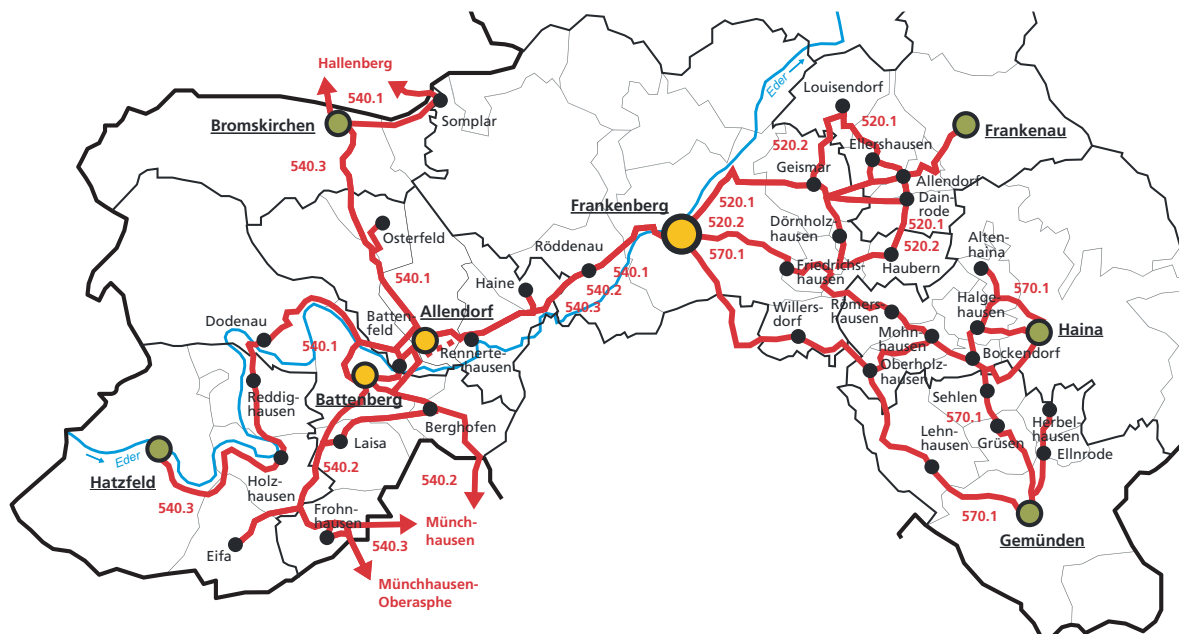 Hallenberg
540.1
Bromskirchen
Somplar
540.3
Osterfeld
540.1
Eder
Louisendorf
520.1
520.2
Ellershausen
Frankenau
Geismar
Allendorf
Dain-
rode
520.1
Frankenberg
520.1
520.2
570.1
Dörnholz-
hausen
520.2
Haubern
Alten-
haina
Röddenau
540.1
540.2
540.3
Haine
Friedrichs-
hausen
570.1
Allendorf
Batten-
feld
Dodenau
540.1
Rennerte-
hausen
Willers-
dorf
Römers-
hausen
Halge-
hausen
Haina
Mohn-
hausen
Bockendorf
Oberholz-
hausen
Battenberg
Reddig-
hausen
Berghofen
Sehlen
570.1
Herbel-
hausen
Grüsen
Lehn-
hausen
Ellnrode
Laisa
540.2
540.2
Eder
Hatzfeld
Holz-
hausen
540.3
Frohn-
hausen
Münch-
hausen
540.3
Eifa
Münchhausen-
Oberasphe
570.1
Gemünden